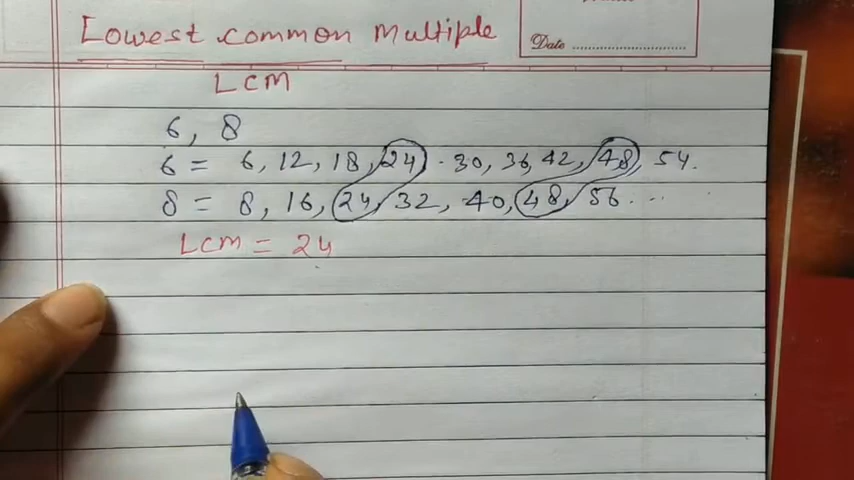 Lowest common multiple
Date
LCM
6, 8
6 = 6, 12, 18, 24, 30, 36, 42, 48, 54.
8 = 8, 16, 24, 32, 40, 48, 56. ...
LCM = 24